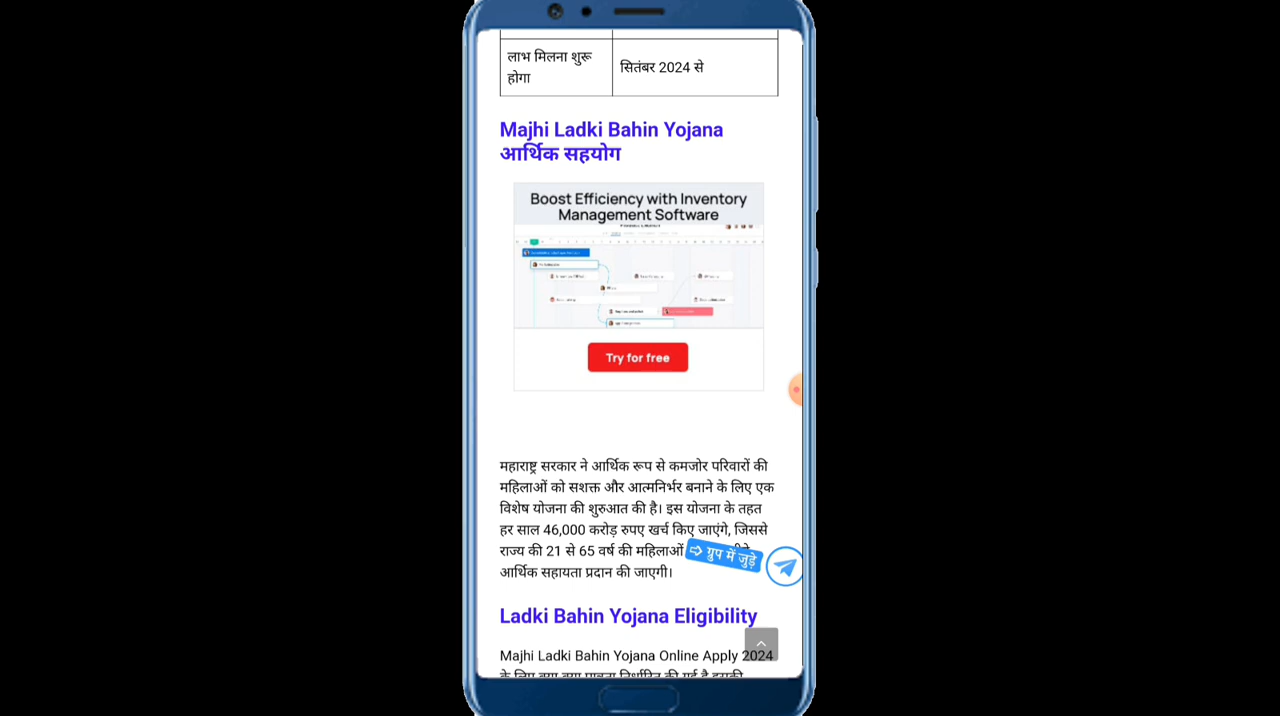 लाभ मिलना शुरू
होगा
सितंबर 2024 से
Majhi Ladki Bahin Yojana
आर्थिक सहयोग
Boost Efficiency with Inventory
Management Software
Try for free
महाराष्ट्र सरकार ने आर्थिक रूप से कमजोर परिवारों की
महिलाओं को सशक्त और आत्मनिर्भर बनाने के लिए एक
विशेष योजना की शुरुआत की है। इस योजना के तहत
हर साल 46,000 करोड़ रुपए खर्च किए जाएंगे, जिससे
राज्य की 21 से 65 वर्ष की महिलाओं
➩ ग्रुप में जुड़े
आर्थिक सहायता प्रदान की जाएगी।
Ladki Bahin Yojana Eligibility
Majhi Ladki Bahin Yojana Online Apply 2024